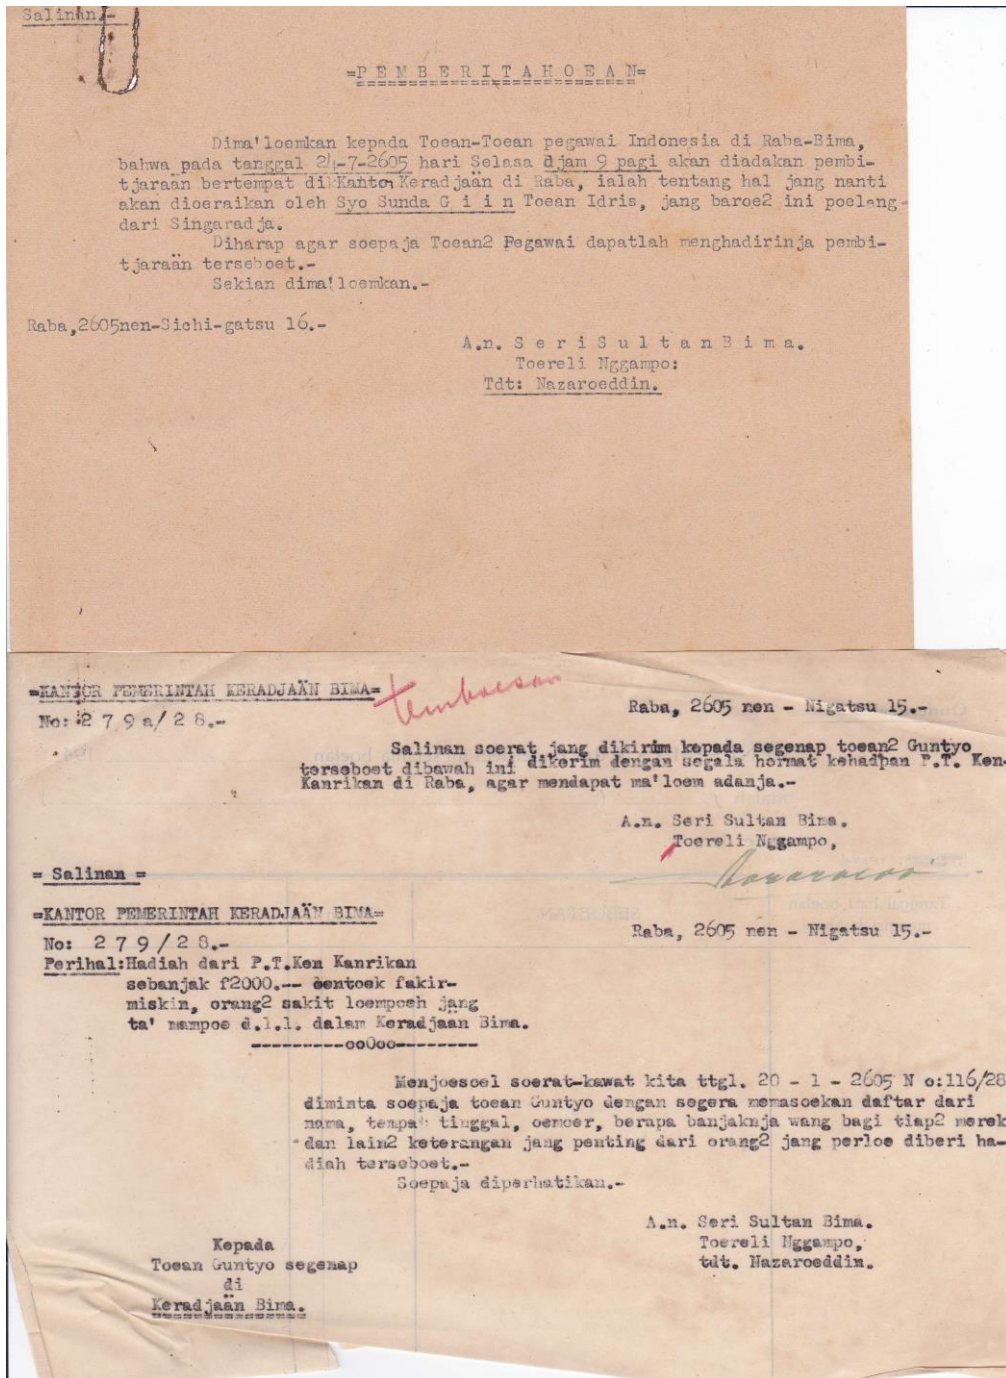 Salinan.-
=P E M B E R I T A H O E A N=
Dima'loemkan kepada Toean-Toean pegawai Indonesia di Raba-Bima,
bahwa pada tanggal 24-7-2605 hari Selasa djam 9 pagi akan diadakan pembi-
tjaraän bertempat di Kantor Keradjaän di Raba, ialah tentang hal jang nanti
akan dioeraikan oleh Syo Sunda G i i n Toean Idris, jang baroe2 ini poelang
dari Singaradja.
Diharap agar soepaja Toean2 Pegawai dapatlah menghadirinja pembi-
tjaraän terseboet.-
Sekian dima'loemkan.-
Raba,2605nen-Sichi-gatsu 16.-
A.n. S e r i S u l t a n B i m a.
Toereli Nggampo:
Tdt: Nazaroeddin.
=KANTOR PEMERINTAH KERADJAÄN BIMA=
temboesan
No: 2 7 9 a/ 2 8.-
Raba, 2605 nen - Nigatsu 15.-
Salinan soerat jang dikirim kepada segenap toean2 Guntyo
terseboet dibawah ini dikerim dengan segala hormat kehadpan P.T. Ken-
Kanrikan di Raba, agar mendapat ma'loem adanja.-
A.n. Seri Sultan Bima.
Toereli Nggampo,
= Salinan =
=KANTOR PEMERINTAH KERADJAÄN BIMA=
No: 2 7 9 / 2 8.-
Raba, 2605 nen - Nigatsu 15.-
Perihal:Hadiah dari P.T.Ken Kanrikan
sebanjak f2000.-- oentoek fakir-
miskin, orang2 sakit loempoeh jang
ta' mampoe d.l.l. dalam Keradjaan Bima.
---------ooOoo--------
Menjoesoel soerat-kawat kita ttgl. 20 - 1 - 2605 N o:116/28
diminta soepaja toean Guntyo dengan segera memasoekan daftar dari
nama, tempat tinggal, oemoer, berapa banjaknja wang bagi tiap2 merek
dan lain2 keterangan jang penting dari orang2 jang perloe diberi ha-
diah terseboet.-
Soepaja diperhatikan.-
A.n. Seri Sultan Bima.
Toereli Nggampo,
tdt. Nazaroeddin.
Kepada
Toean Guntyo segenap
di
Keradjaän Bima.